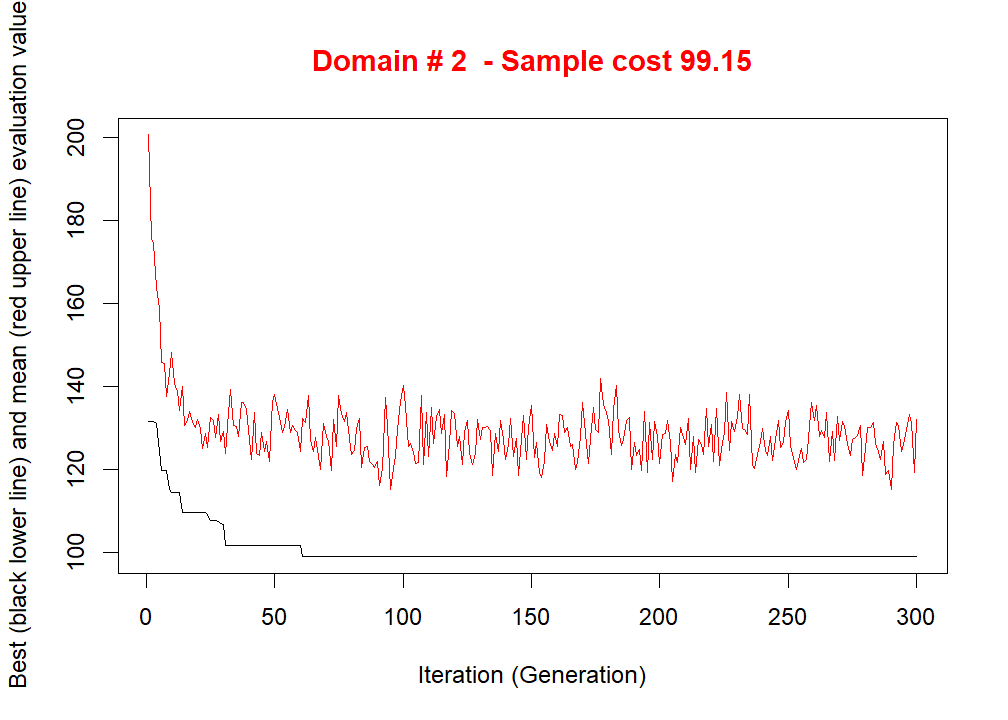 Domain # 2  - Sample cost 99.15
Best (black lower line) and mean (red upper line) evaluation value
200
180
160
140
120
100
0 50 100 150 200 250 300
Iteration (Generation)